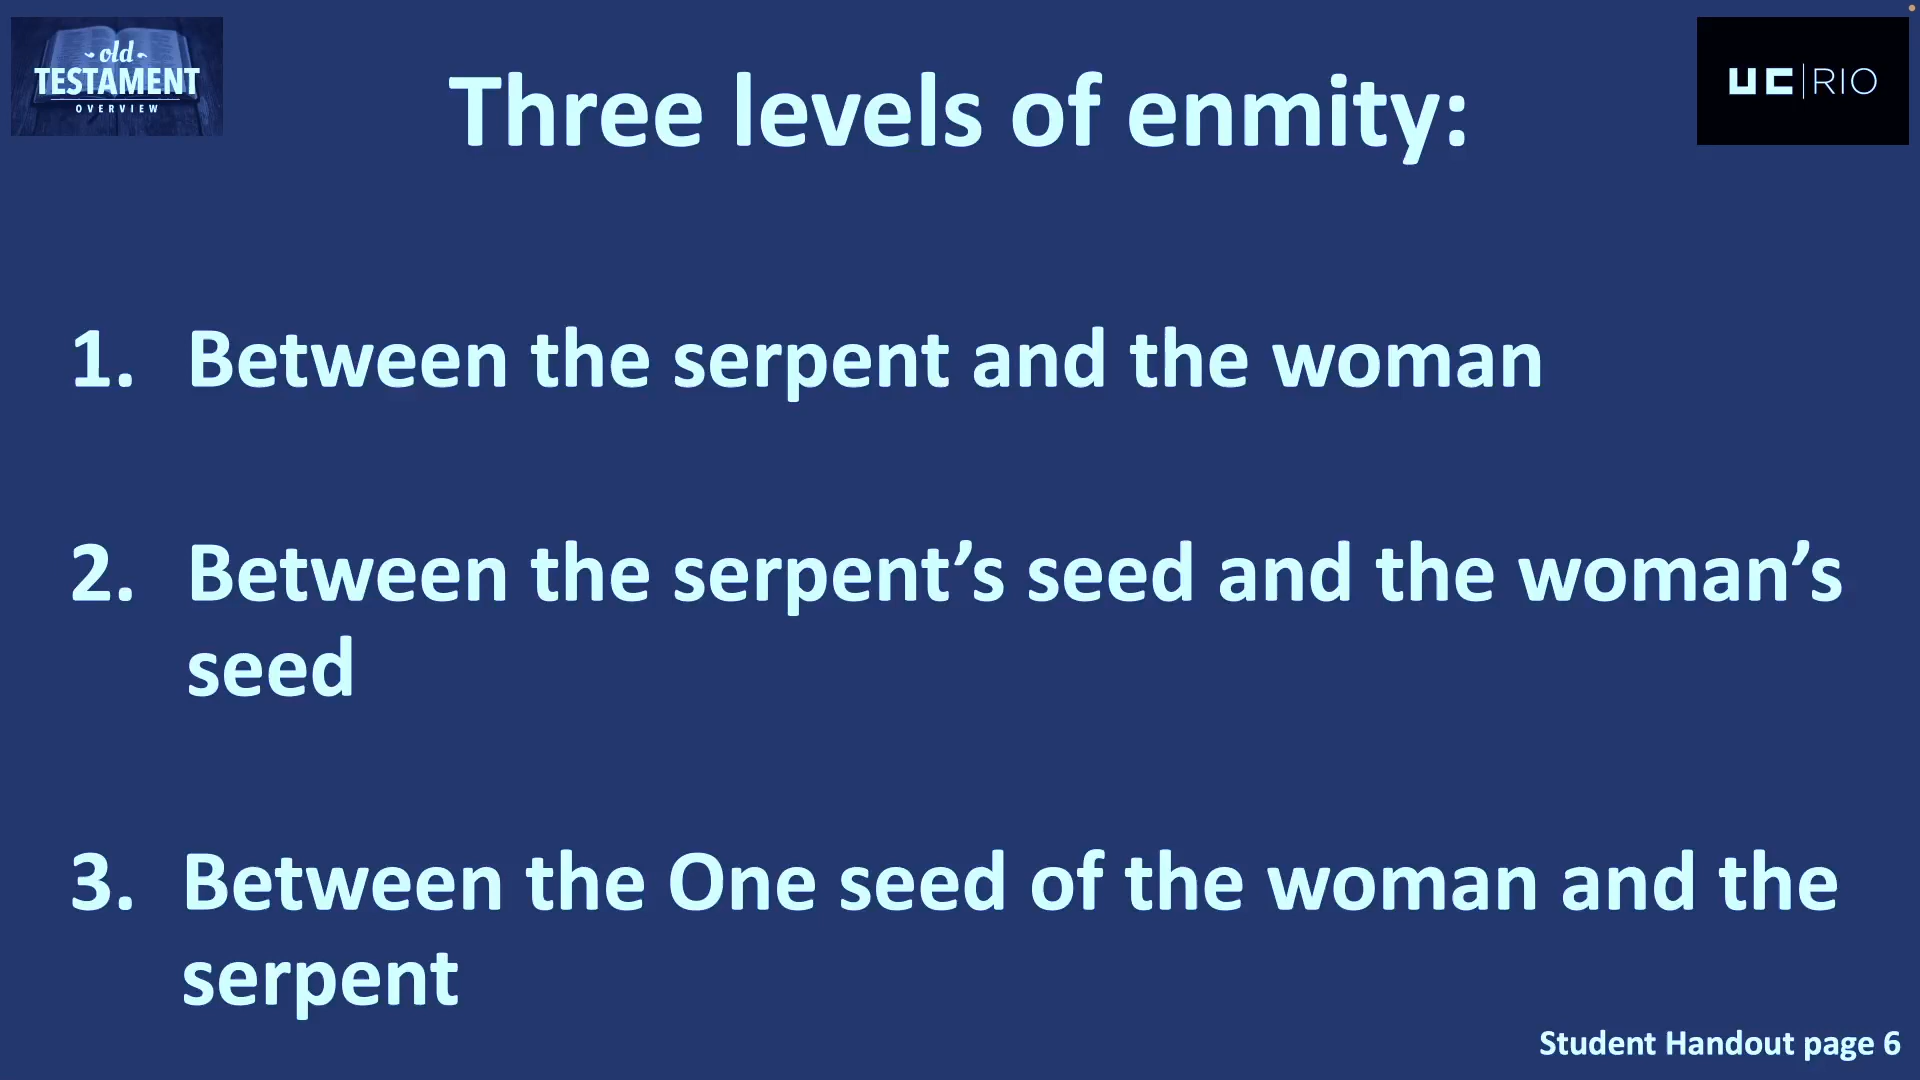 old
TESTAMENT
OVERVIEW
UC|RIO
Three levels of enmity:
1. Between the serpent and the woman
2. Between the serpent’s seed and the woman’s
seed
3. Between the One seed of the woman and the
serpent
Student Handout page 6